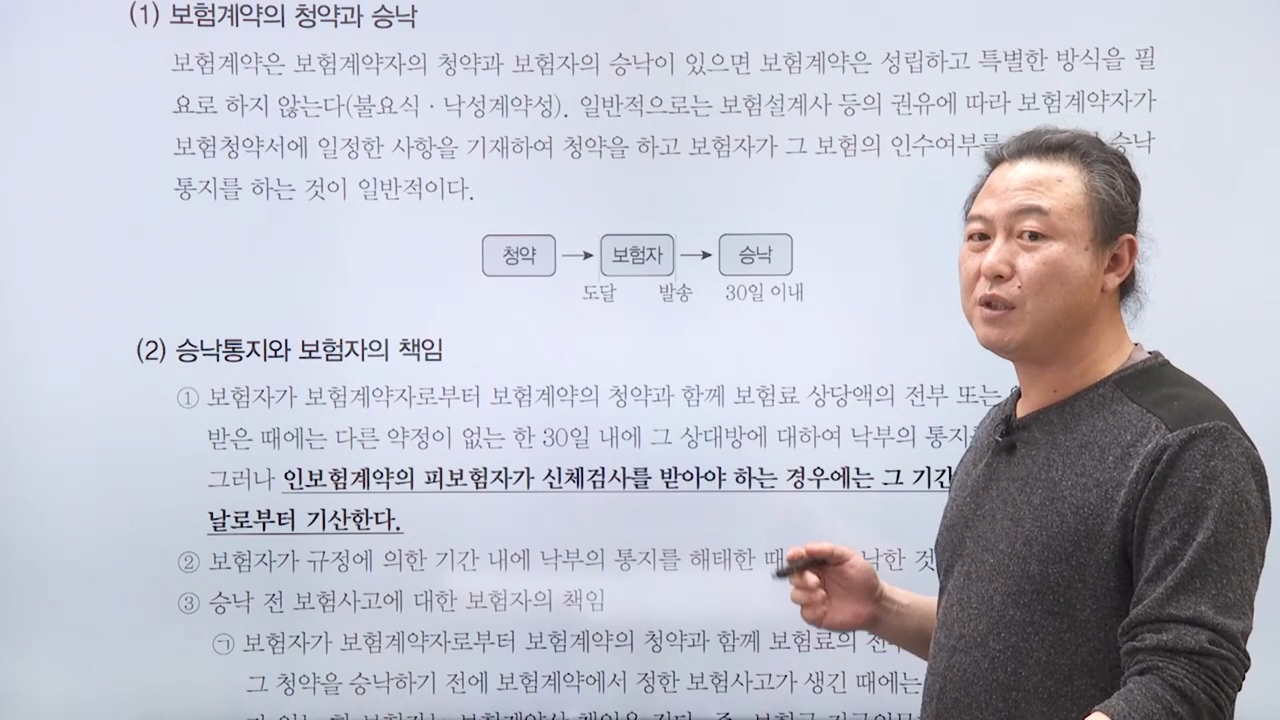 (1) 보험계약의 청약과 승낙
보험계약은 보험계약자의 청약과 보험자의 승낙이 있으면 보험계약은 성립하고 특별한 방식을 필
요로 하지 않는다(불요식 · 낙성계약성). 일반적으로는 보험설계사 등의 권유에 따라 보험계약자가
보험청약서에 일정한 사항을 기재하여 청약을 하고 보험자가 그 보험의 인수여부를 승낙
통지를 하는 것이 일반적이다.
청약 → 보험자 → 승낙
도달 발송 30일 이내
(2) 승낙통지와 보험자의 책임
① 보험자가 보험계약자로부터 보험계약의 청약과 함께 보험료 상당액의 전부 또는
받은 때에는 다른 약정이 없는 한 30일 내에 그 상대방에 대하여 낙부의
그러나 인보험계약의 피보험자가 신체검사를 받아야 하는 경우에는 그
날로부터 기산한다.
② 보험자가 규정에 의한 기간 내에 낙부의 통지를 해태한
③ 승낙 전 보험사고에 대한 보험자의 책임
㉠ 보험자가 보험계약자로부터 보험계약의 청약과 함께 보험료의
그 청약을 승낙하기 전에 보험계약에서 정한 보험사고가 생긴 때에는